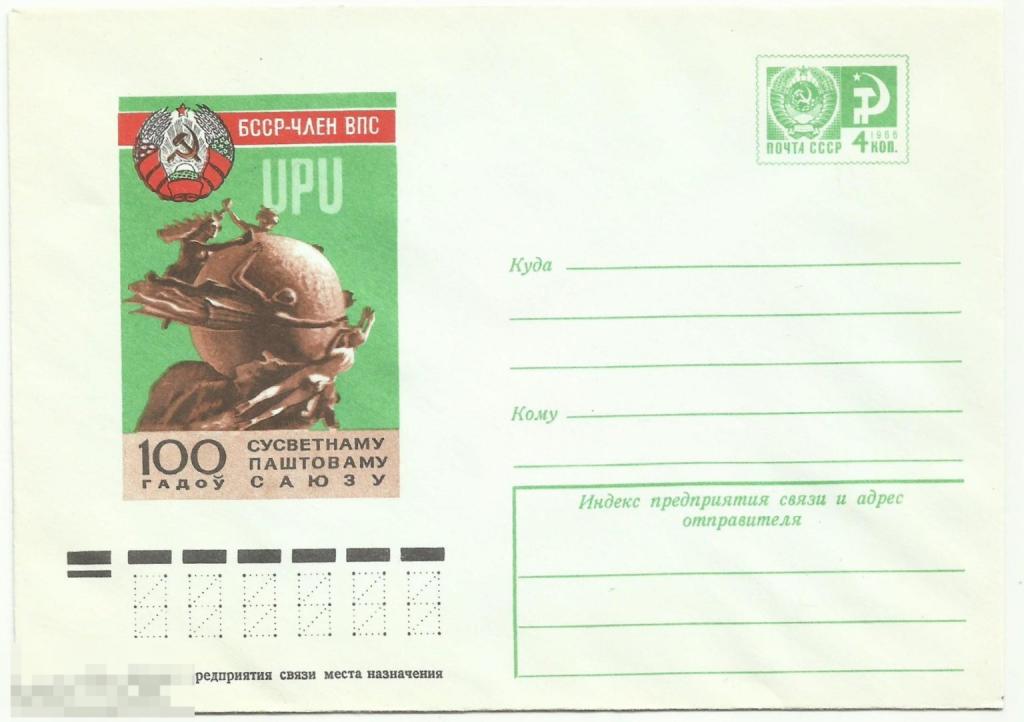 БССР-ЧЛЕН ВПС
UPU
100 ГАДОЎ
СУСВЕТНАМУ
ПАШТОВАМУ
САЮЗУ
ПОЧТА СССР
1966
4 КОП.
Куда
Кому
Индекс предприятия связи и адрес
отправителя
редприятия связи места назначения